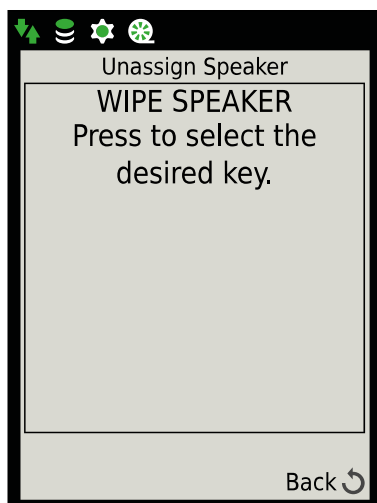 Unassign Speaker
WIPE SPEAKER
Press to select the
desired key.
Back